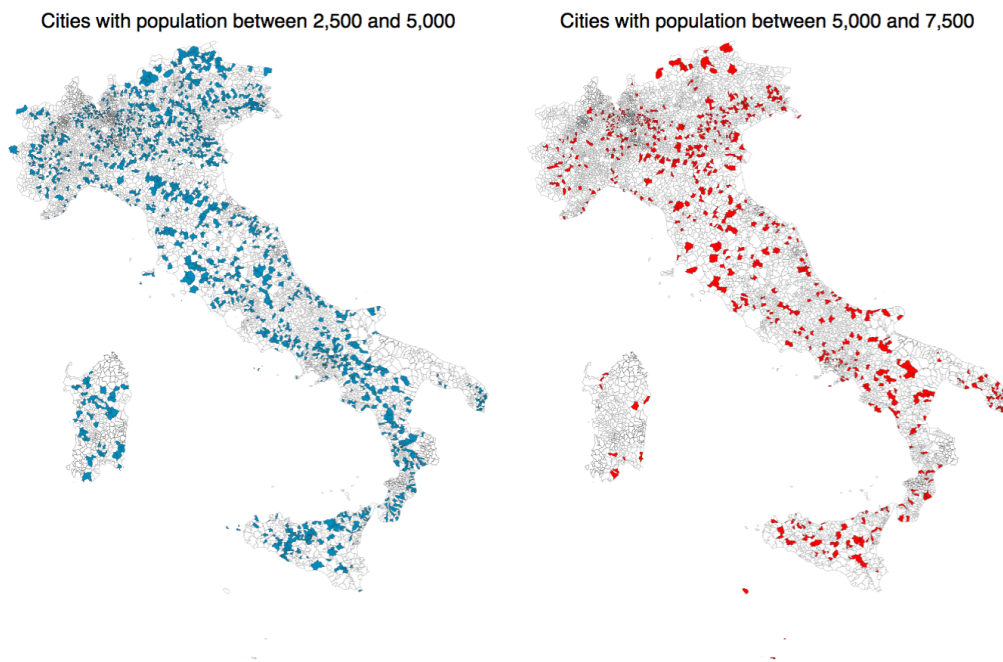 Cities with population between 2,500 and 5,000
Cities with population between 5,000 and 7,500